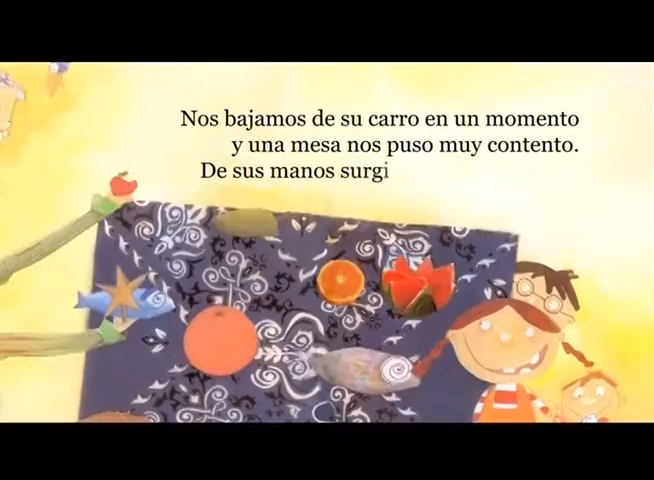 Nos bajamos de su carro en un momento
y una mesa nos puso muy contento.
De sus manos surgi